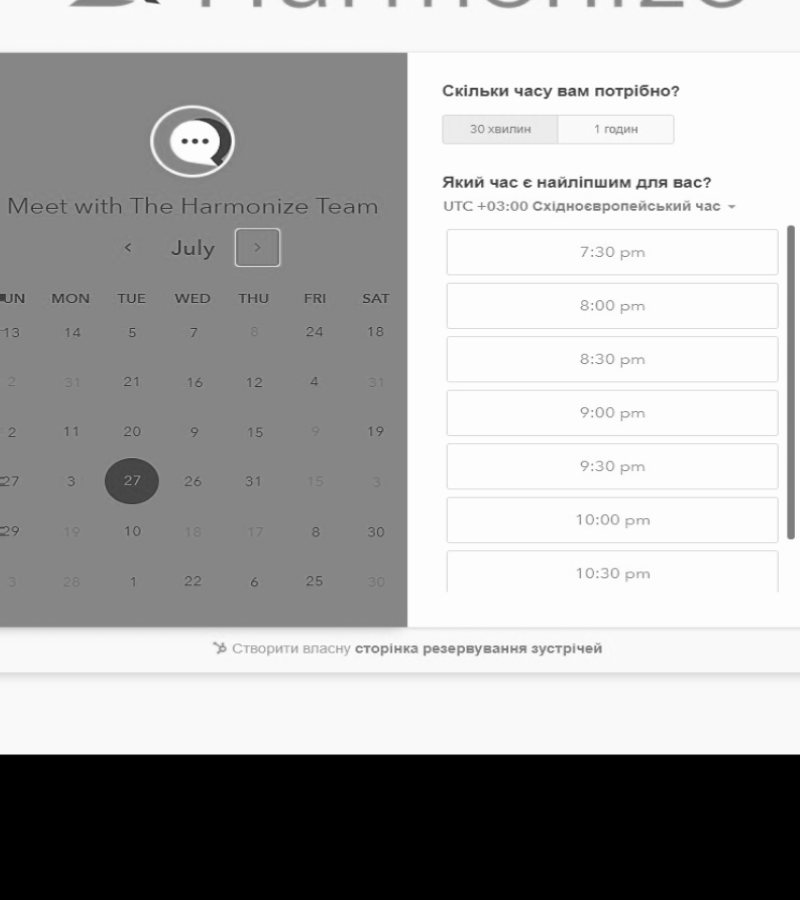 Harmonize
Meet with The Harmonize Team
July
UN MON TUE WED THU FRI SAT
13 14 5 7 8 24 18
2 31 21 16 12 4 31
2 11 20 9 15 9 19
27 3 27 26 31 15 3
29 19 10 18 17 8 30
3 28 1 22 6 25 30
Скільки часу вам потрібно?
30 хвилин 1 годин
Який час є найліпшим для вас?
UTC +03:00 Східноєвропейський час
7:30 pm
8:00 pm
8:30 pm
9:00 pm
9:30 pm
10:00 pm
10:30 pm
Створити власну сторінка резервування зустрічей